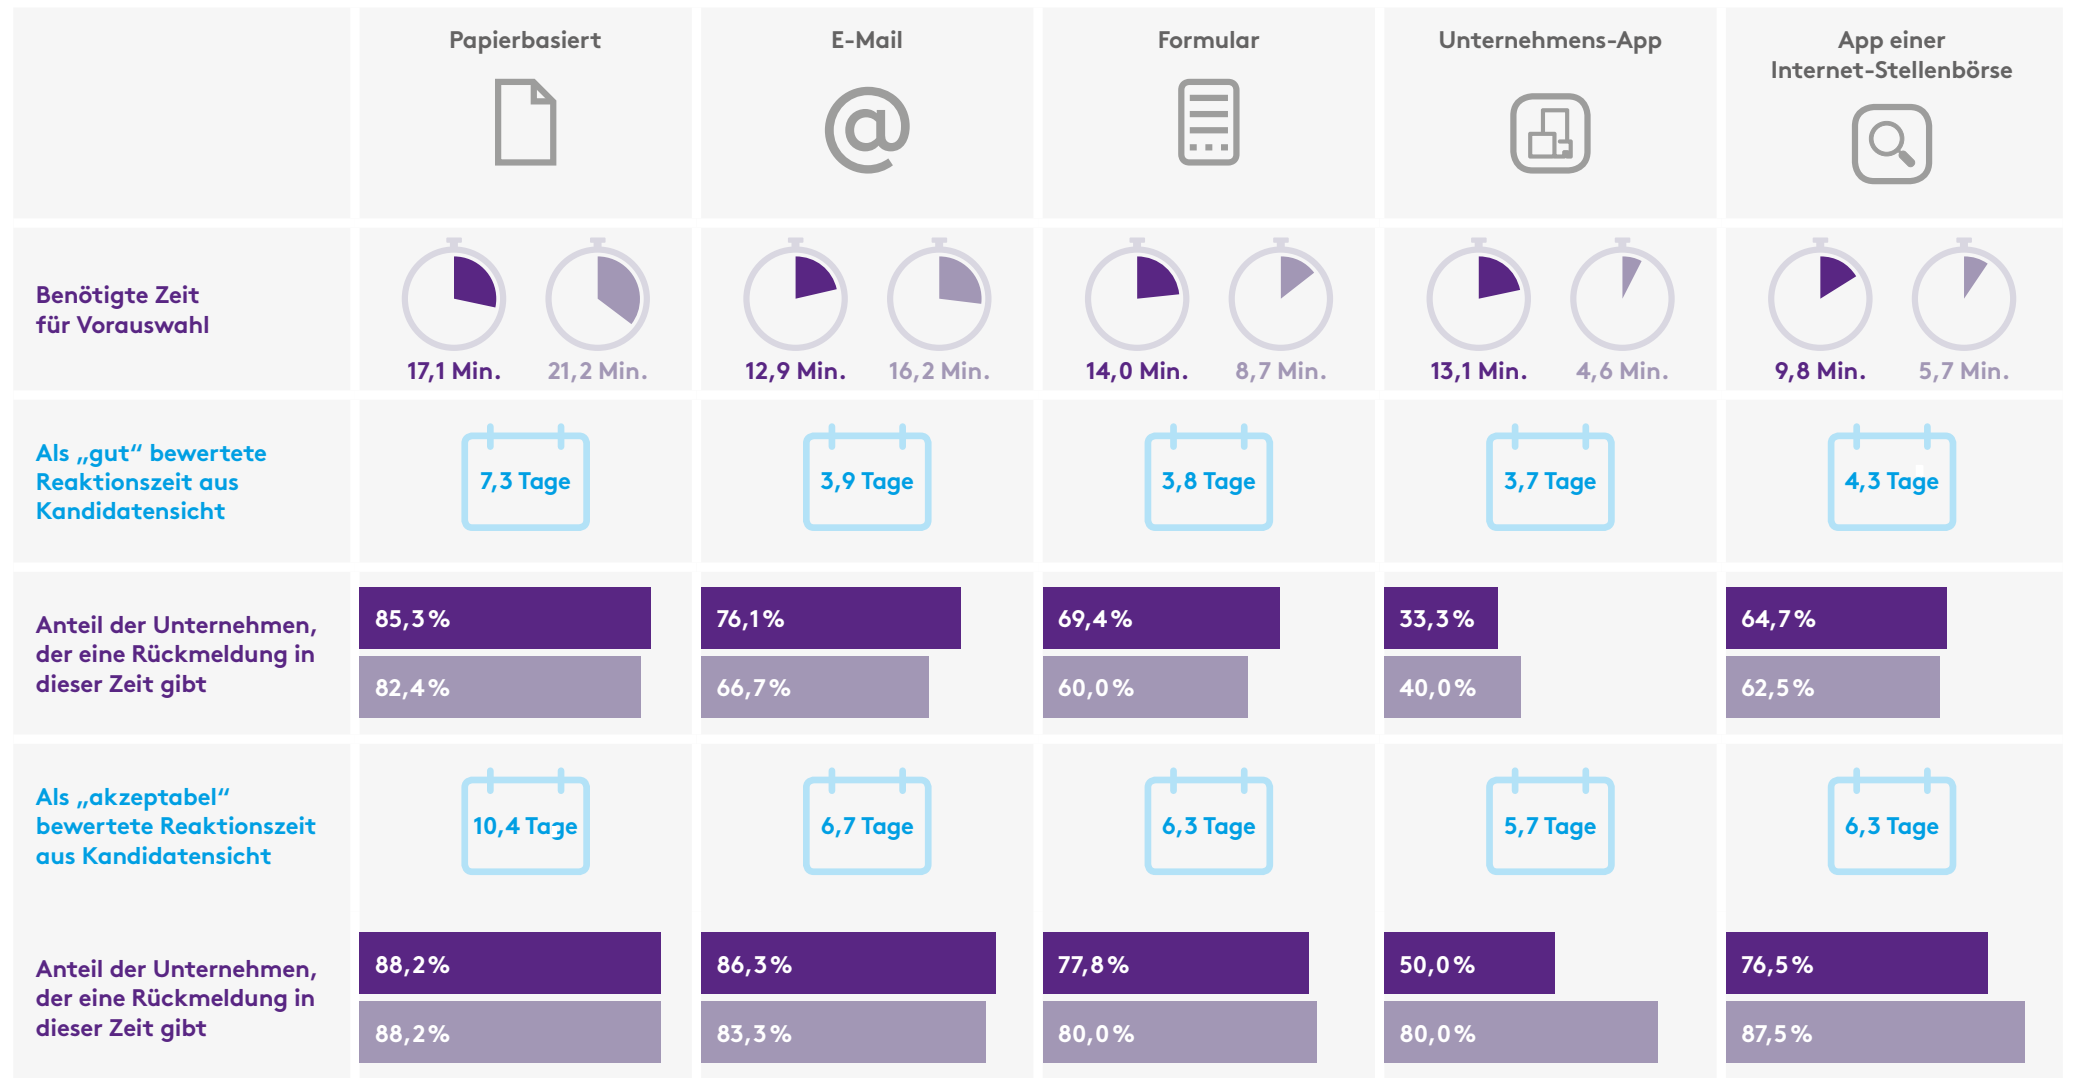 Papierbasiert
E-Mail
Formular
Unternehmens-App
App einer
Internet-Stellenbörse
@
Benötigte Zeit
für Vorauswahl
17,1 Min.
21,2 Min.
12,9 Min.
16,2 Min.
14,0 Min.
8,7 Min.
13,1 Min.
4,6 Min.
9,8 Min.
5,7 Min.
Als „gut“ bewertete
Reaktionszeit aus
Kandidatensicht
7,3 Tage
3,9 Tage
3,8 Tage
3,7 Tage
4,3 Tage
Anteil der Unternehmen,
der eine Rückmeldung in
dieser Zeit gibt
85,3%
76,1%
69,4%
33,3%
64,7%
82,4%
66,7%
60,0%
40,0%
62,5%
Als „akzeptabel“
bewertete Reaktionszeit
aus Kandidatensicht
10,4 Tage
6,7 Tage
6,3 Tage
5,7 Tage
6,3 Tage
Anteil der Unternehmen,
der eine Rückmeldung in
dieser Zeit gibt
88,2%
86,3%
77,8%
50,0%
76,5%
88,2%
83,3%
80,0%
80,0%
87,5%